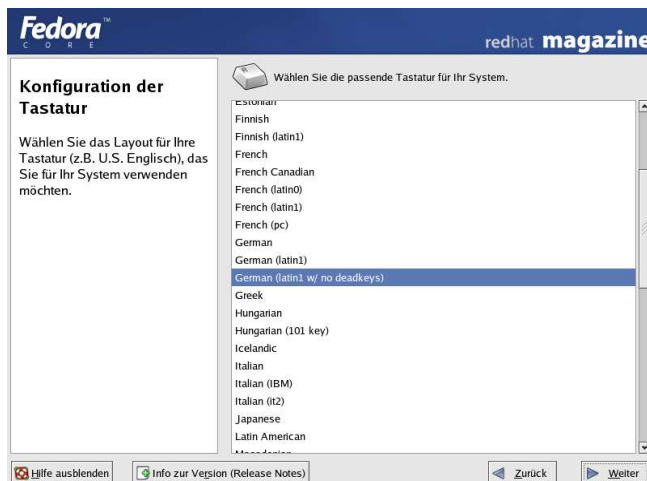 Fedora™
CORE
redhat magazine
Konfiguration der
Tastatur
Wählen Sie das Layout für Ihre
Tastatur (z.B. U.S. Englisch), das
Sie für Ihr System verwenden
möchten.
Wählen Sie die passende Tastatur für Ihr System.
Estonian
Finnish
Finnish (latin1)
French
French Canadian
French (latin0)
French (latin1)
French (pc)
German
German (latin1)
German (latin1 w/ no deadkeys)
Greek
Hungarian
Hungarian (101 key)
Icelandic
Italian
Italian (IBM)
Italian (it2)
Japanese
Latin American
Macedonian
Hilfe ausblenden
Info zur Version (Release Notes)
Zurück
Weiter